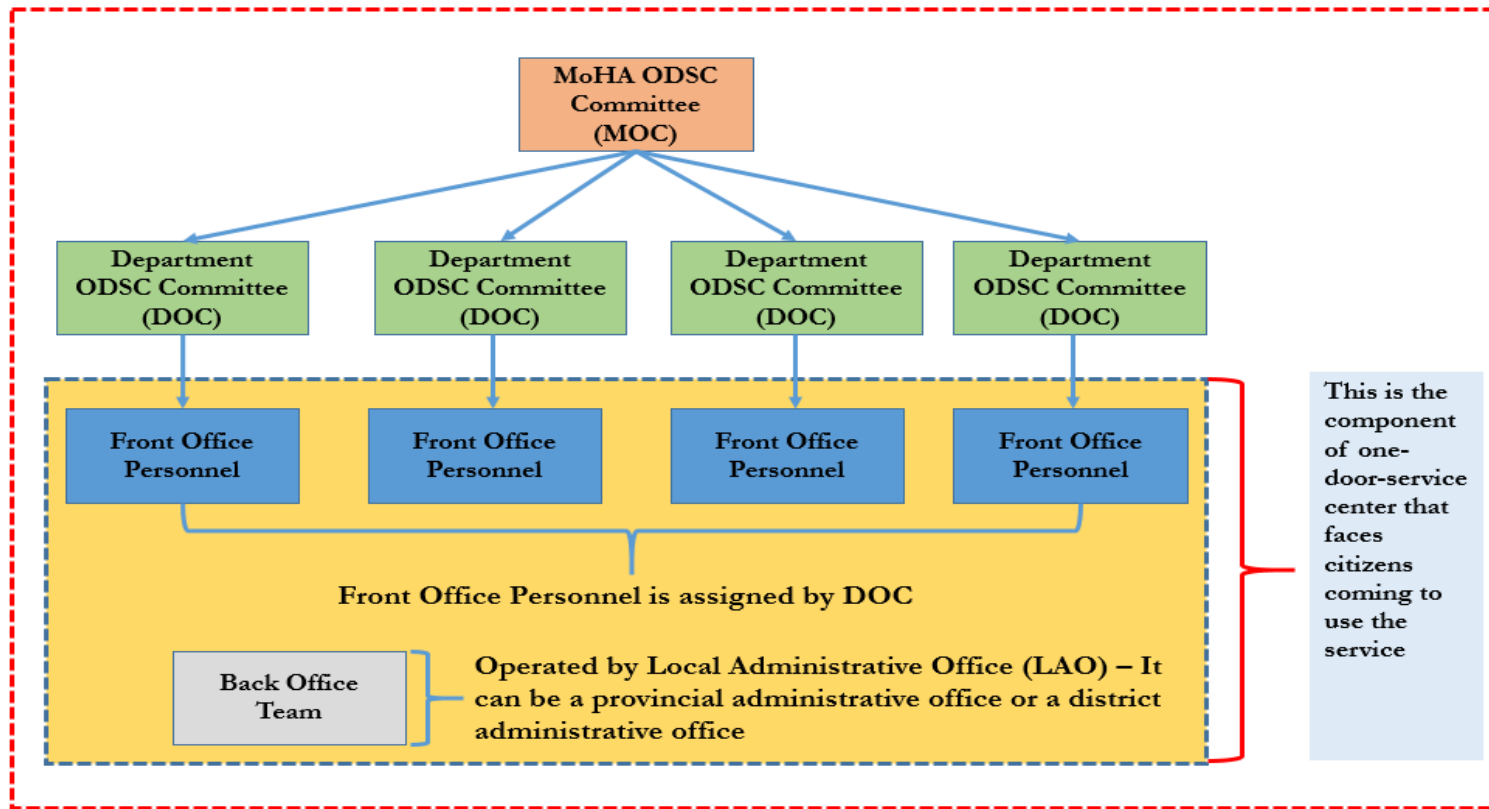 MoHA ODSC
Committee
(MOC)
Department
ODSC Committee
(DOC)
Department
ODSC Committee
(DOC)
Department
ODSC Committee
(DOC)
Department
ODSC Committee
(DOC)
Front Office
Personnel
Front Office
Personnel
Front Office
Personnel
Front Office
Personnel
Front Office Personnel is assigned by DOC
Back Office
Team
Operated by Local Administrative Office (LAO) – It
can be a provincial administrative office or a district
administrative office
This is the
component
of one-
door-service
center that
faces
citizens
coming to
use the
service